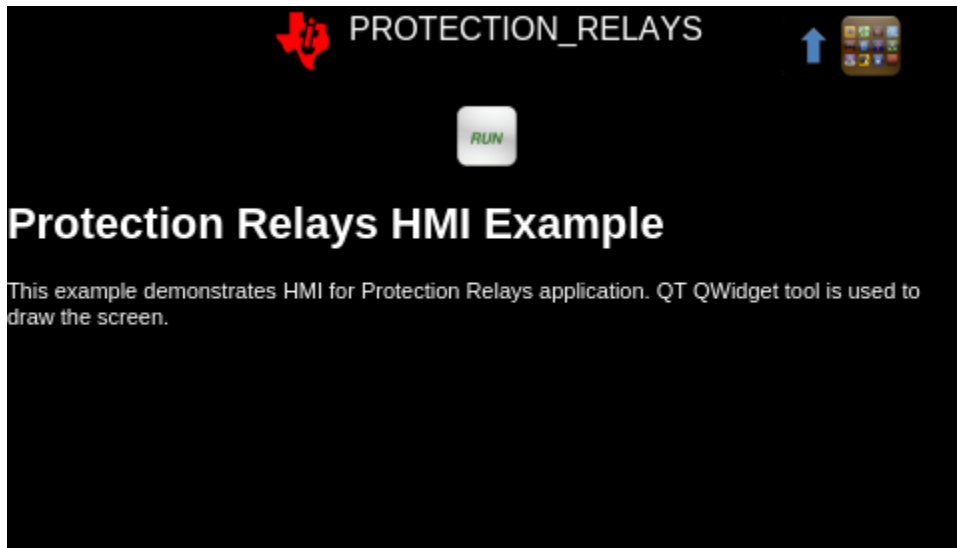 PROTECTION_RELAYS
RUN
Protection Relays HMI Example
This example demonstrates HMI for Protection Relays application. QT QWidget tool is used to
draw the screen.